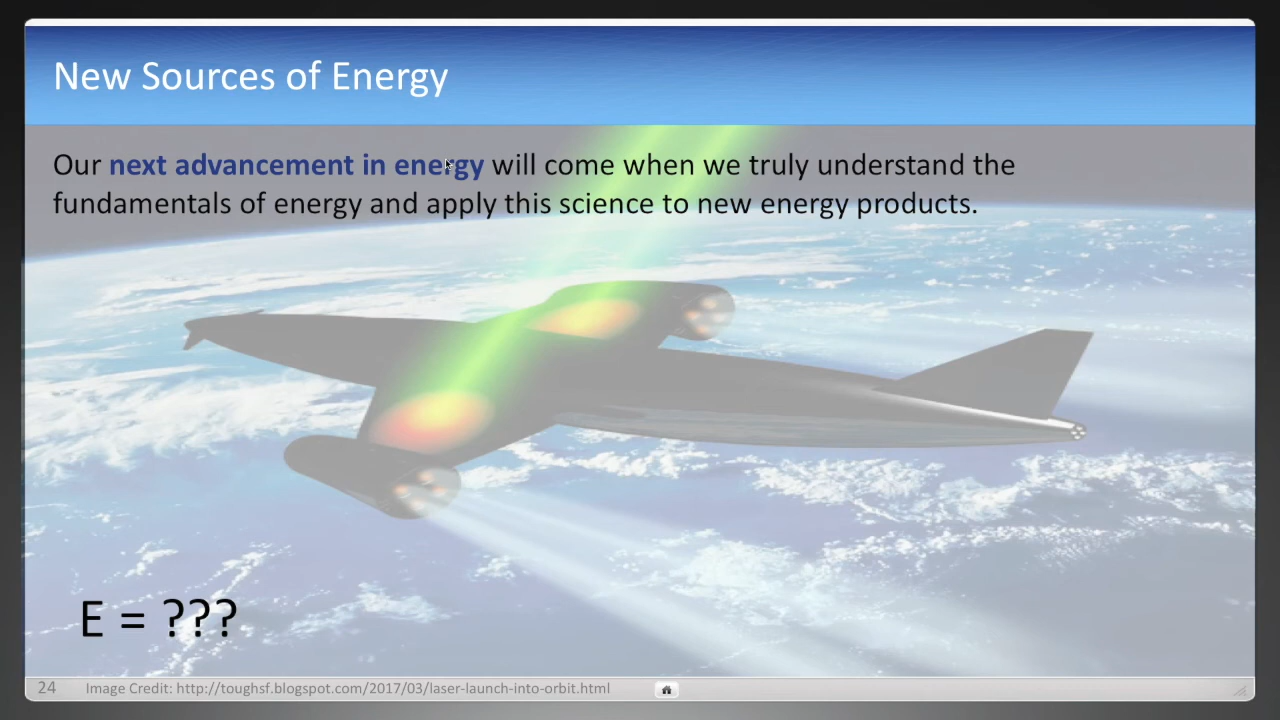 New Sources of Energy
Our next advancement in energy will come when we truly understand the
fundamentals of energy and apply this science to new energy products.
E = ???
24 Image Credit: http://toughsf.blogspot.com/2017/03/laser-launch-into-orbit.html